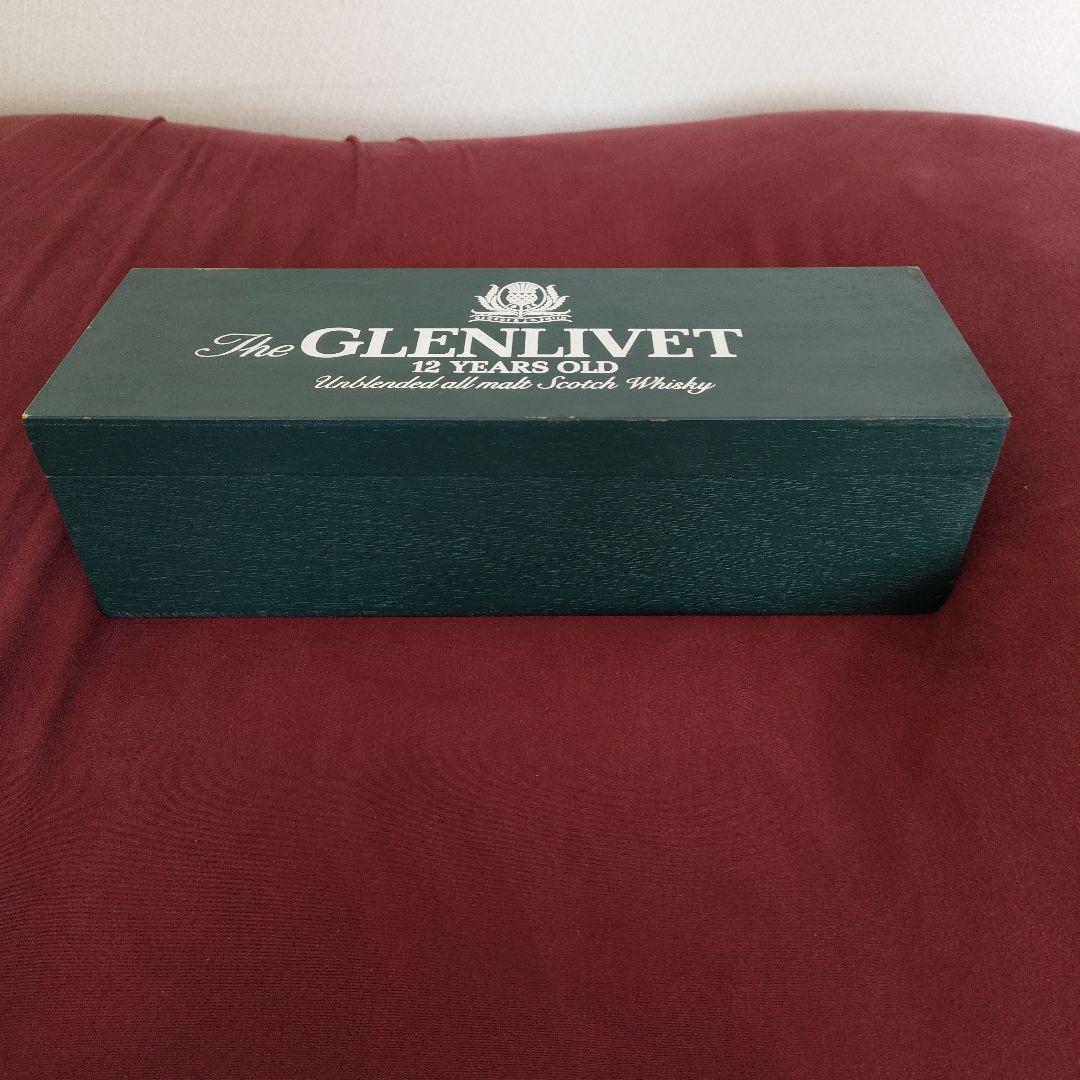 The GLENLIVET
12 YEARS OLD
Unblended all malt Scotch Whisky